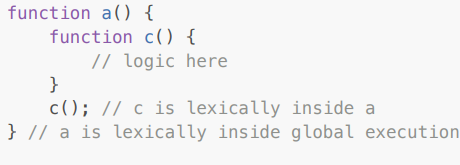 function a() {
    function c() {
        // logic here
    }
    c(); // c is lexically inside a
} // a is lexically inside global execution